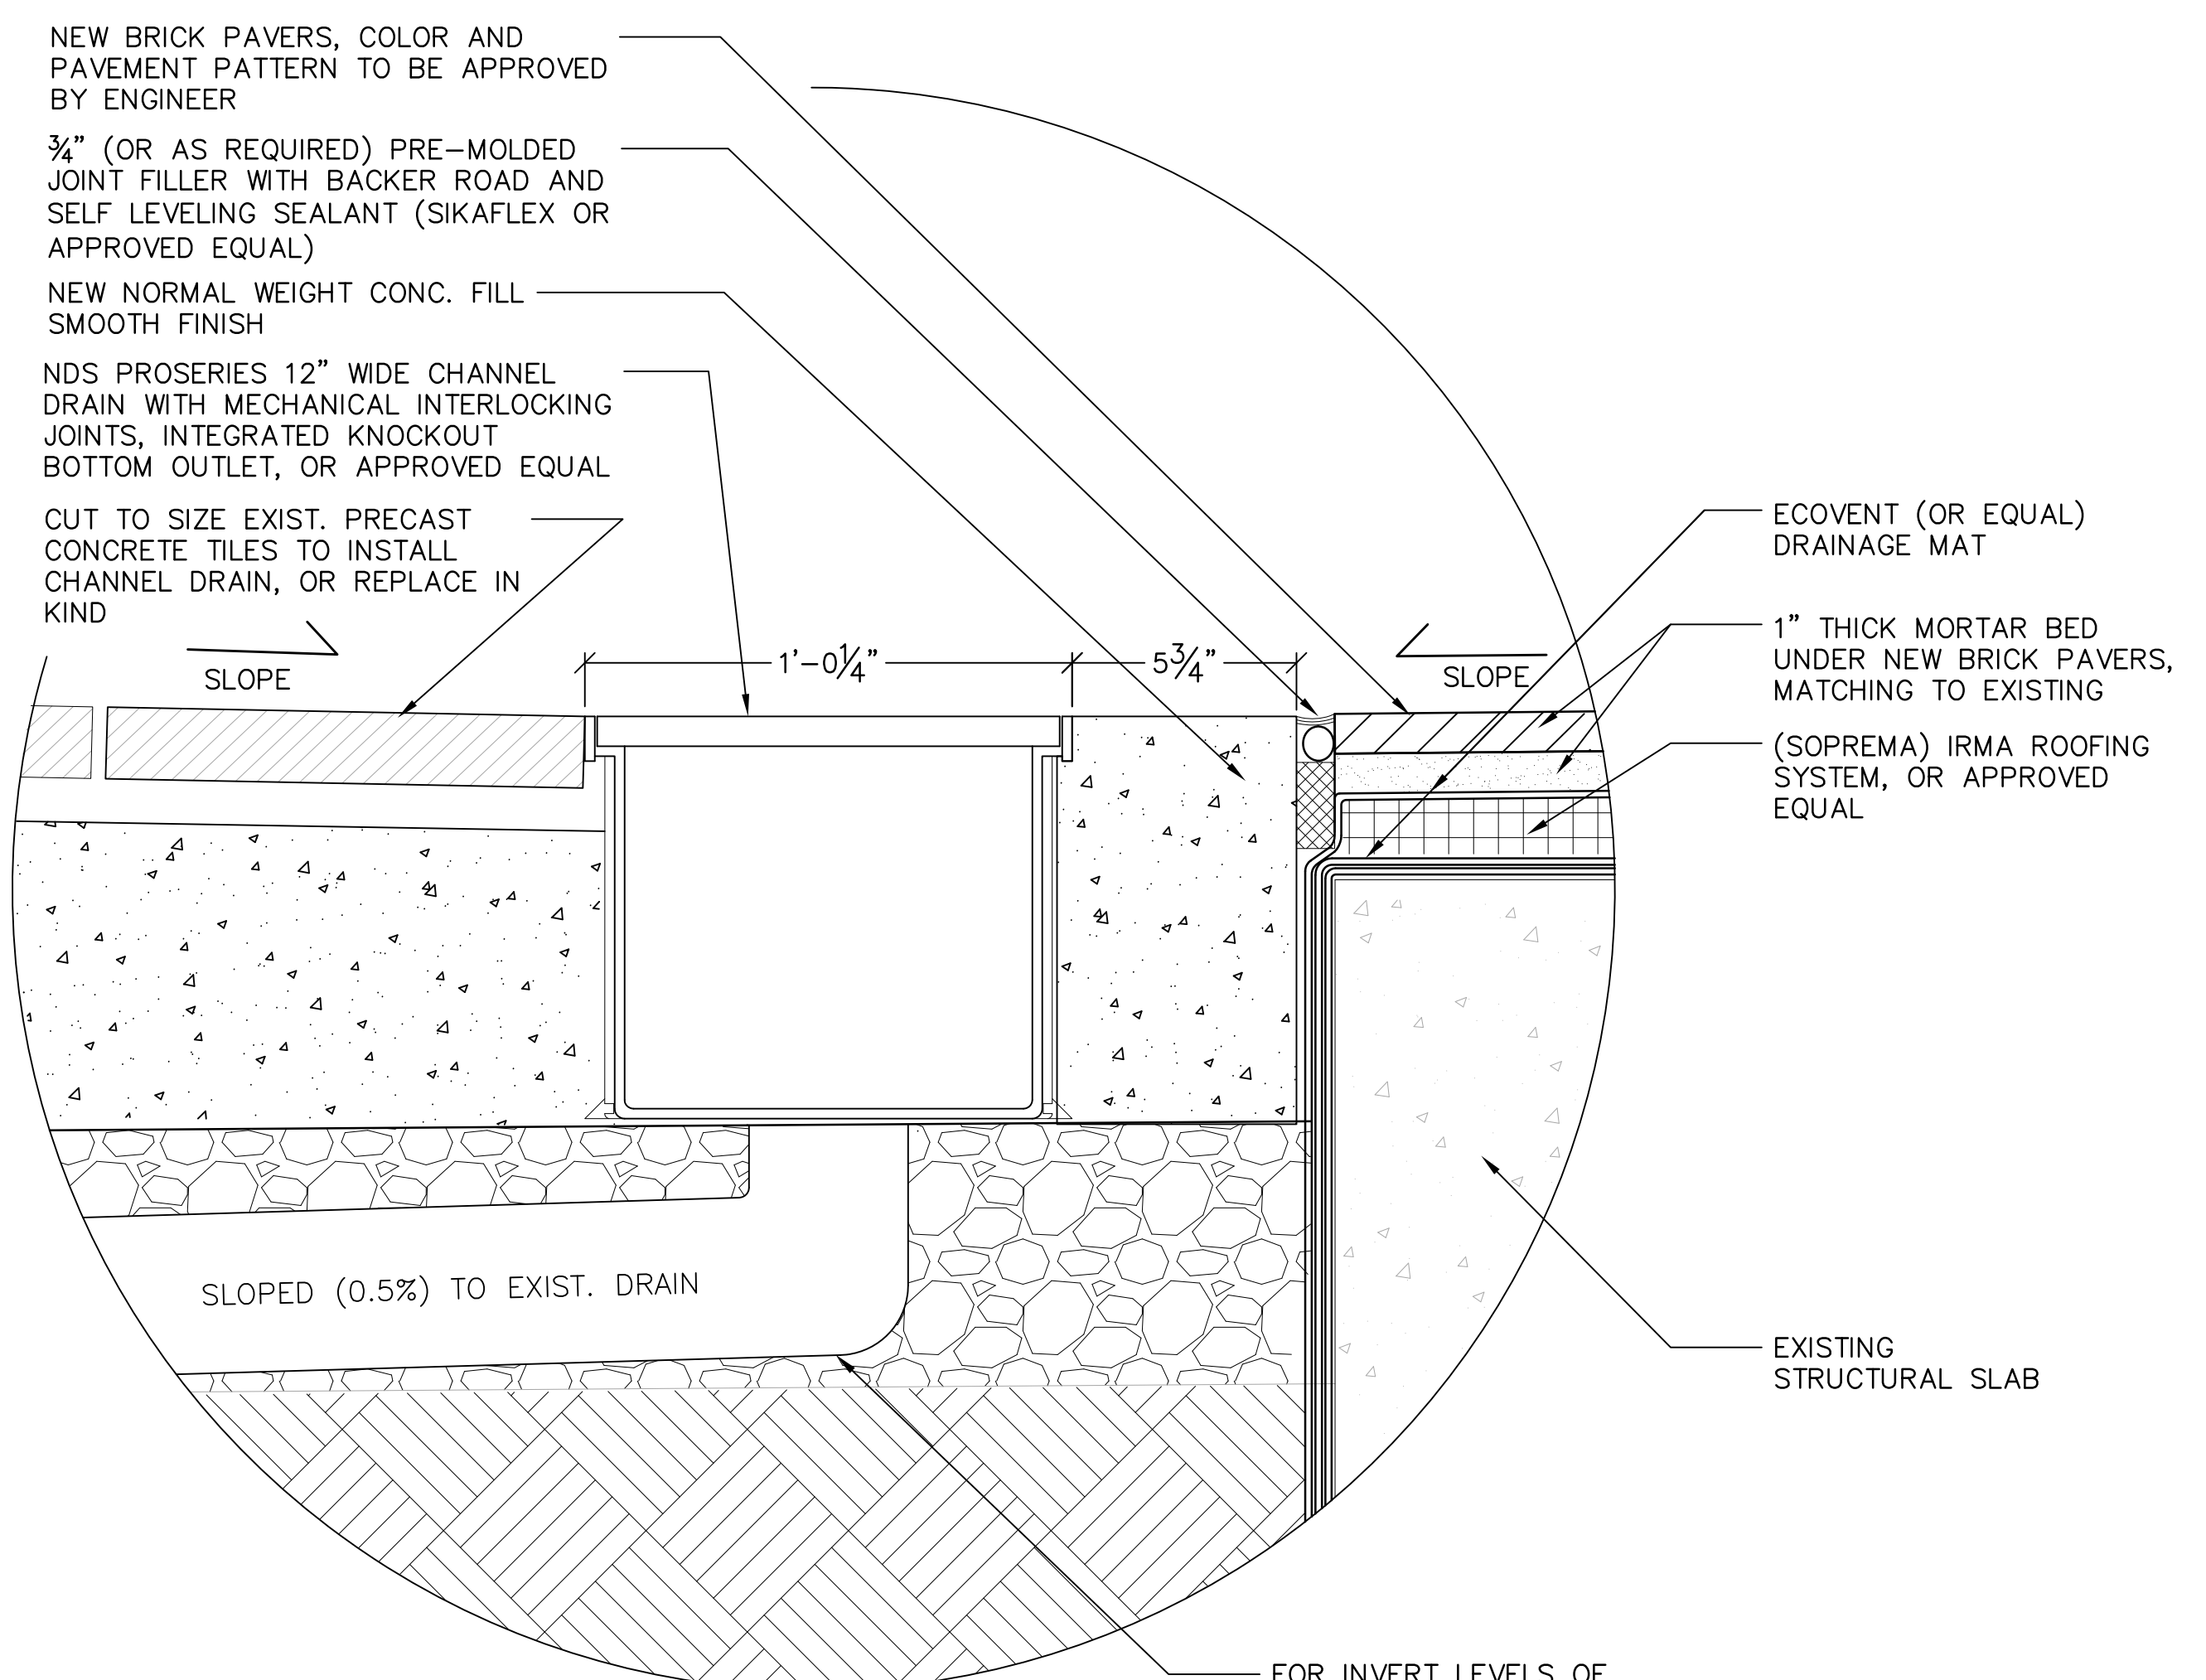 NEW BRICK PAVERS, COLOR AND
PAVEMENT PATTERN TO BE APPROVED
BY ENGINEER
¾" (OR AS REQUIRED) PRE-MOLDED
JOINT FILLER WITH BACKER ROAD AND
SELF LEVELING SEALANT (SIKAFLEX OR
APPROVED EQUAL)
NEW NORMAL WEIGHT CONC. FILL
SMOOTH FINISH
NDS PROSERIES 12" WIDE CHANNEL
DRAIN WITH MECHANICAL INTERLOCKING
JOINTS, INTEGRATED KNOCKOUT
BOTTOM OUTLET, OR APPROVED EQUAL
CUT TO SIZE EXIST. PRECAST
CONCRETE TILES TO INSTALL
CHANNEL DRAIN, OR REPLACE IN
KIND
SLOPE
1'-0¼"
5¾"
SLOPE
ECOVENT (OR EQUAL)
DRAINAGE MAT
1" THICK MORTAR BED
UNDER NEW BRICK PAVERS,
MATCHING TO EXISTING
(SOPREMA) IRMA ROOFING
SYSTEM, OR APPROVED
EQUAL
SLOPED (0.5%) TO EXIST. DRAIN
EXISTING
STRUCTURAL SLAB
FOR INVERT LEVELS OF